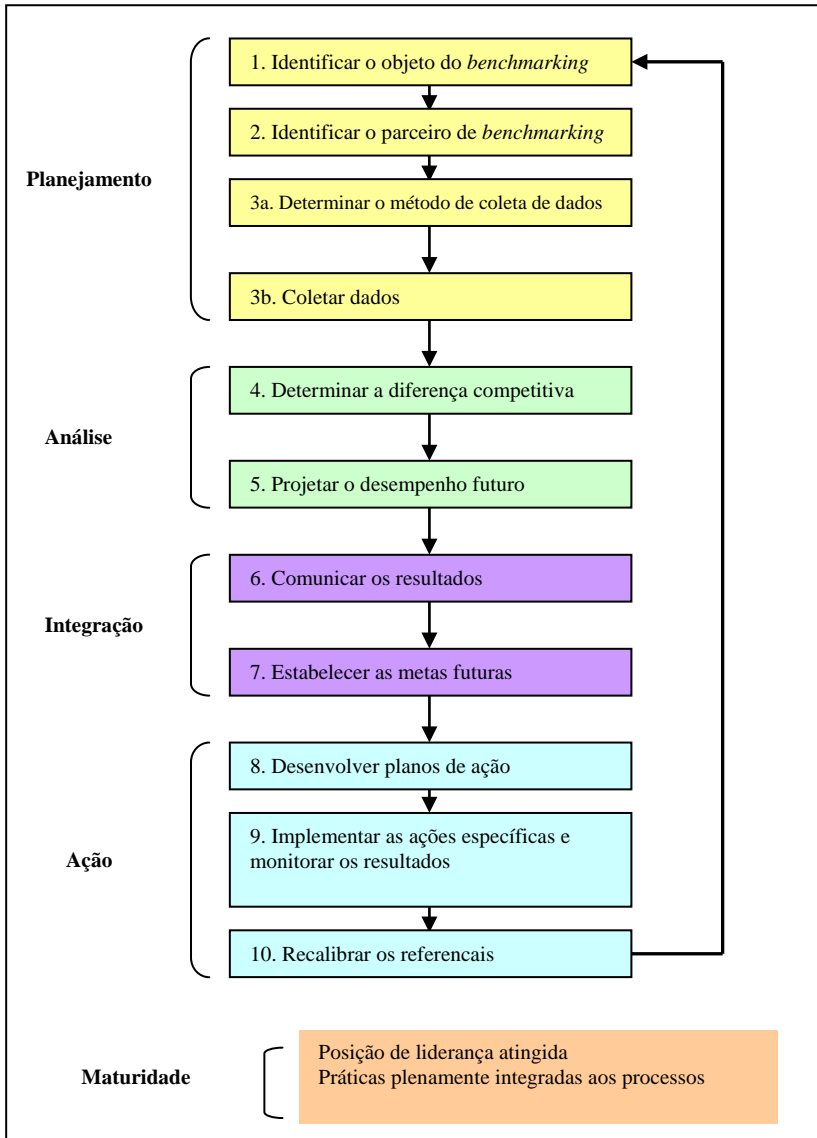 1. Identificar o objeto do benchmarking
2. Identificar o parceiro de benchmarking
Planejamento
3a. Determinar o método de coleta de dados
3b. Coletar dados
4. Determinar a diferença competitiva
Análise
5. Projetar o desempenho futuro
6. Comunicar os resultados
Integração
7. Estabelecer as metas futuras
8. Desenvolver planos de ação
9. Implementar as ações específicas e
monitorar os resultados
Ação
10. Recalibrar os referencais
Posição de liderança atingida
Maturidade
Práticas plenamente integradas aos processos